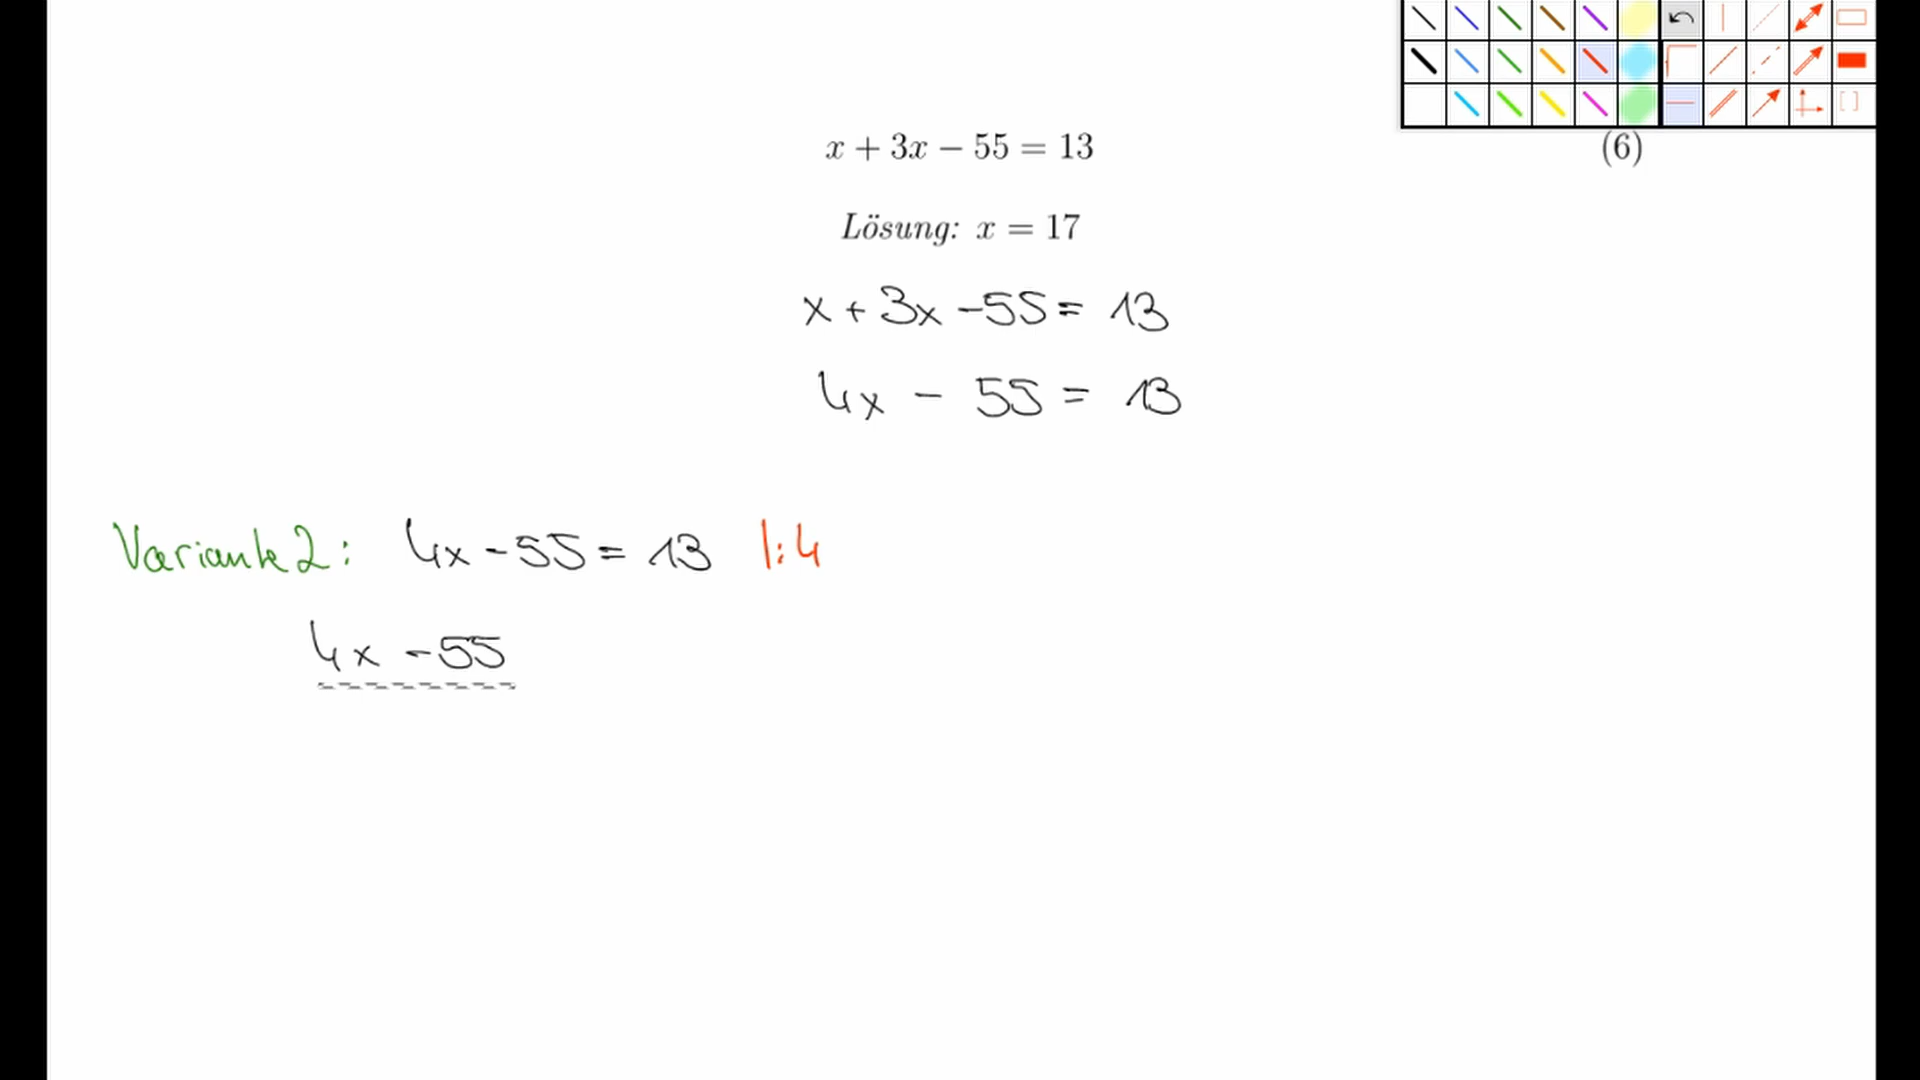 x + 3x − 55 = 13
(6)
Lösung: x = 17
x + 3x − 55 = 13
4x − 55 = 13
Variante 2: 4x − 55 = 13 |:4
4x − 55